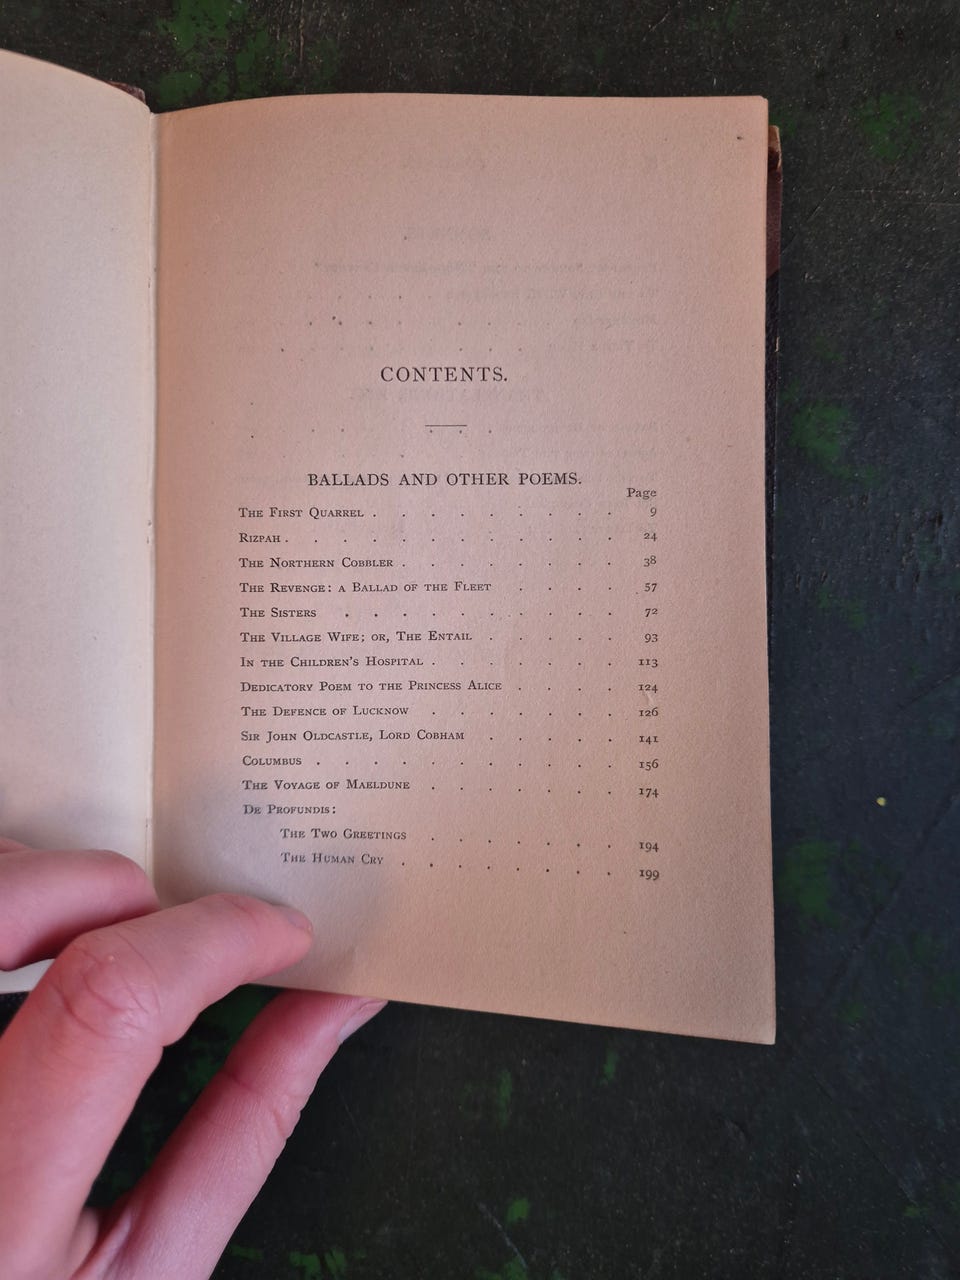 CONTENTS.
BALLADS AND OTHER POEMS.
Page
THE FIRST QUARREL . . . . . . . . . 9
RIZPAH . . . . . . . . . . . . 24
THE NORTHERN COBBLER . . . . . . . . 38
THE REVENGE: A BALLAD OF THE FLEET . . . . 57
THE SISTERS . . . . . . . . . . 72
THE VILLAGE WIFE; OR, THE ENTAIL . . . . . 93
IN THE CHILDREN'S HOSPITAL . . . . . . . 113
DEDICATORY POEM TO THE PRINCESS ALICE . . . . 124
THE DEFENCE OF LUCKNOW . . . . . . . 126
SIR JOHN OLDCASTLE, LORD COBHAM . . . . . 141
COLUMBUS . . . . . . . . . . . 156
THE VOYAGE OF MAELDUNE . . . . . . . 174
DE PROFUNDIS:
THE TWO GREETINGS . . . . . . . 194
THE HUMAN CRY . . . . . . . . 199